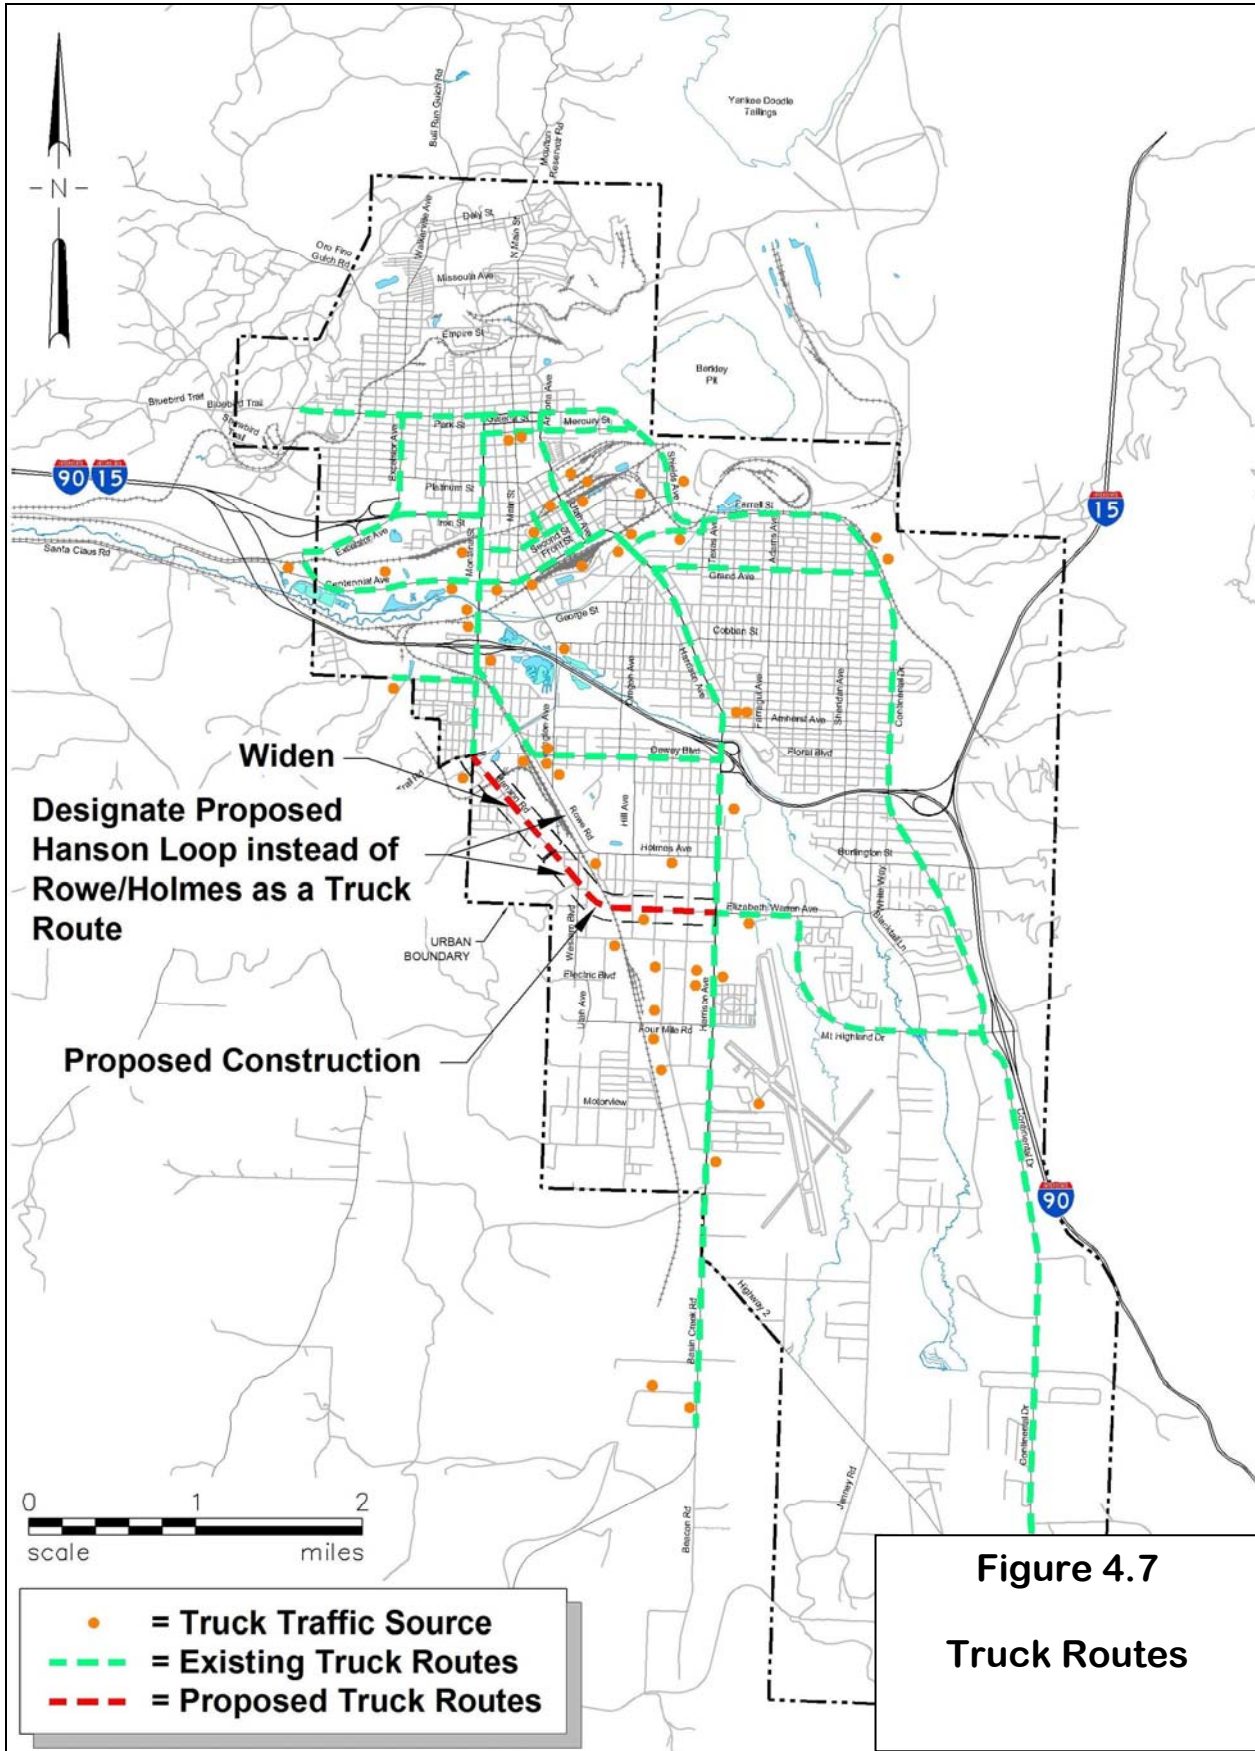 Yankee Doodle
Tailings
Bull Run Gulch Rd
Moulton
Reservoir Rd
- N -
Daly St
Walkerville Ave
N Main St
Oro Fino
Gulch Rd
Missoula Ave
Empire St
Berkley
Pit
Bluebird Trail
Bluebird Trail
Park St
Mercury St
Excelsior Ave
Shields Ave
90
15
Platinum St
Main St
Utah Ave
Farrell St
15
Iron St
Second St
Front St
Texas Ave
Adams Ave
Excelsior Ave
Montana St
Santa Claus Rd
Centennial Ave
Grand Ave
George St
Cobban St
Oregon Ave
Harrison Ave
Farragut Ave
Sheridan Ave
Continental Dr
Amherst Ave
Dewey Blvd
Floral Blvd
Widen
Hanson Rd
Designate Proposed
Hanson Loop instead of
Rowe/Holmes as a Truck
Route
Rowe Rd
Hill Ave
Holmes Ave
Burlington St
White Way
Elizabeth Warren Ave
Blacktail Ln
URBAN
BOUNDARY
Western Blvd
Electric Blvd
Utah Ave
Harrison Ave
Four Mile Rd
Mt Highland Dr
Proposed Construction
Motorview
Continental Dr
90
Highway 2
Basin Creek Rd
Continental Dr
Jenney Rd
Beacon Rd
0 1 2
scale miles
Figure 4.7
Truck Routes
= Truck Traffic Source
= Existing Truck Routes
= Proposed Truck Routes